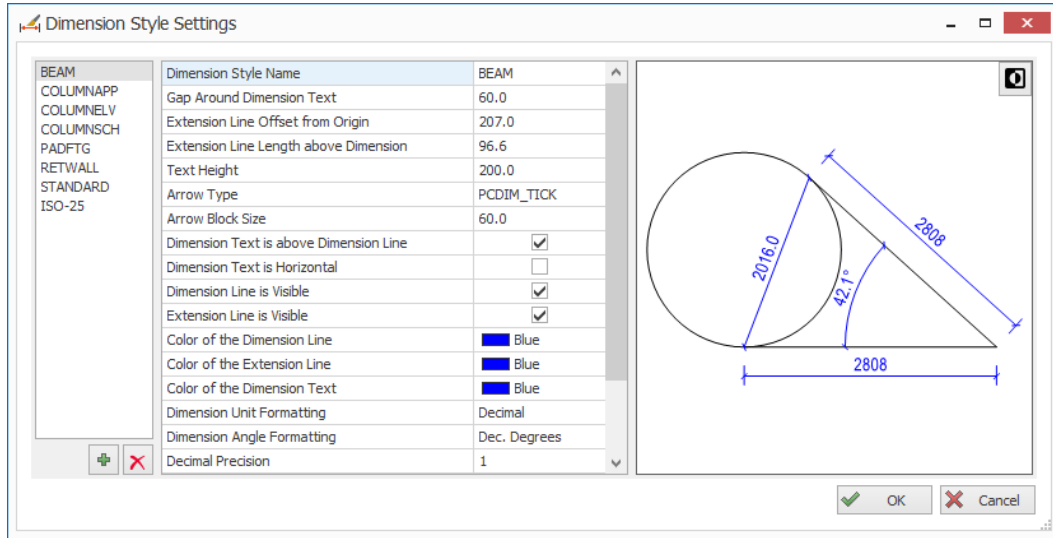 Dimension Style Settings
BEAM
COLUMNAPP
COLUMNELV
COLUMNSCH
PADFTG
RETWALL
STANDARD
ISO-25
Dimension Style Name BEAM
Gap Around Dimension Text 60.0
Extension Line Offset from Origin 207.0
Extension Line Length above Dimension 96.6
Text Height 200.0
Arrow Type PCDIM_TICK
Arrow Block Size 60.0
Dimension Text is above Dimension Line
Dimension Text is Horizontal
Dimension Line is Visible
Extension Line is Visible
Color of the Dimension Line Blue
Color of the Extension Line Blue
Color of the Dimension Text Blue
Dimension Unit Formatting Decimal
Dimension Angle Formatting Dec. Degrees
Decimal Precision 1
2808
2016.0
42.1°
2808
OK Cancel